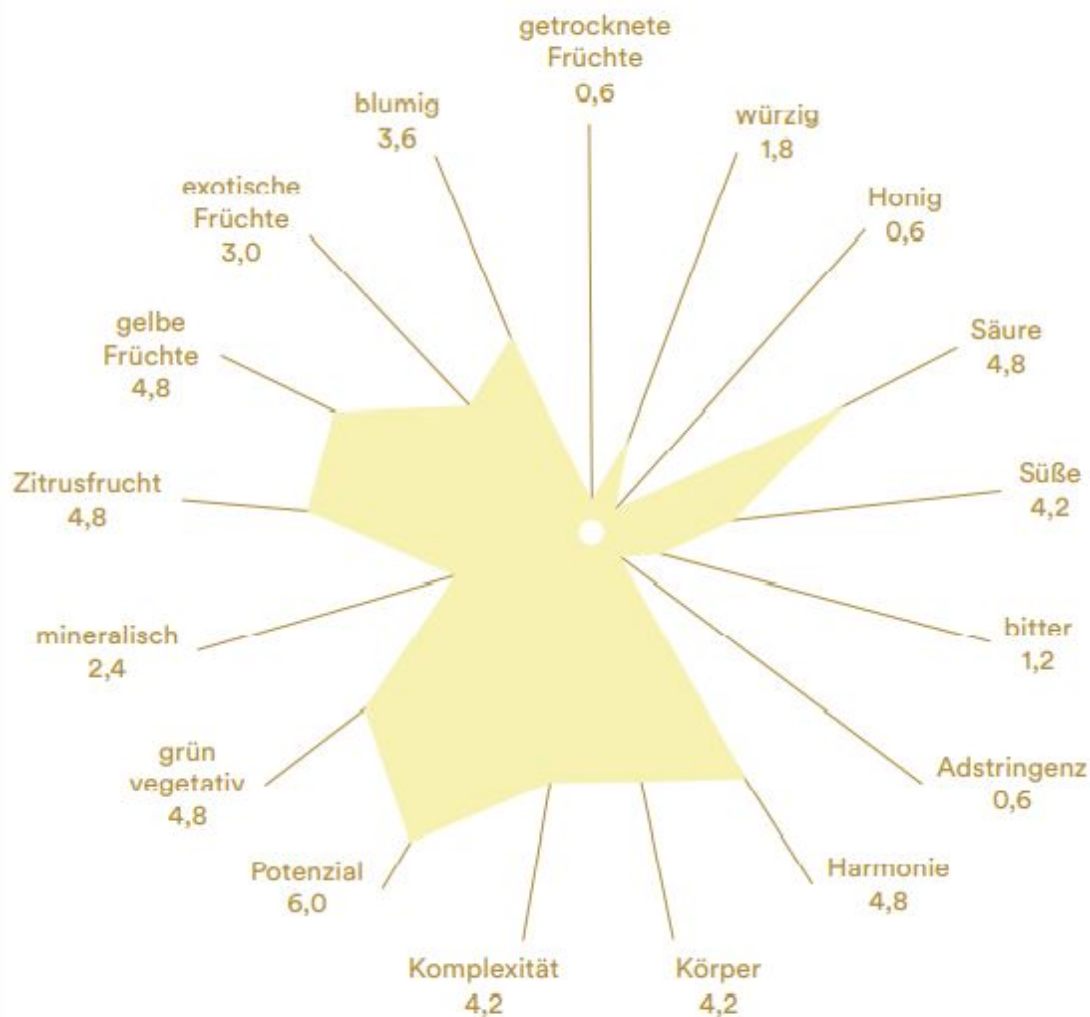 getrocknete
Früchte
0,6
würzig
1,8
Honig
0,6
Säure
4,8
Süße
4,2
bitter
1,2
Adstringenz
0,6
Harmonie
4,8
Körper
4,2
Komplexität
4,2
Potenzial
6,0
grün
vegetativ
4,8
mineralisch
2,4
Zitrusfrucht
4,8
gelbe
Früchte
4,8
exotische
Früchte
3,0
blumig
3,6